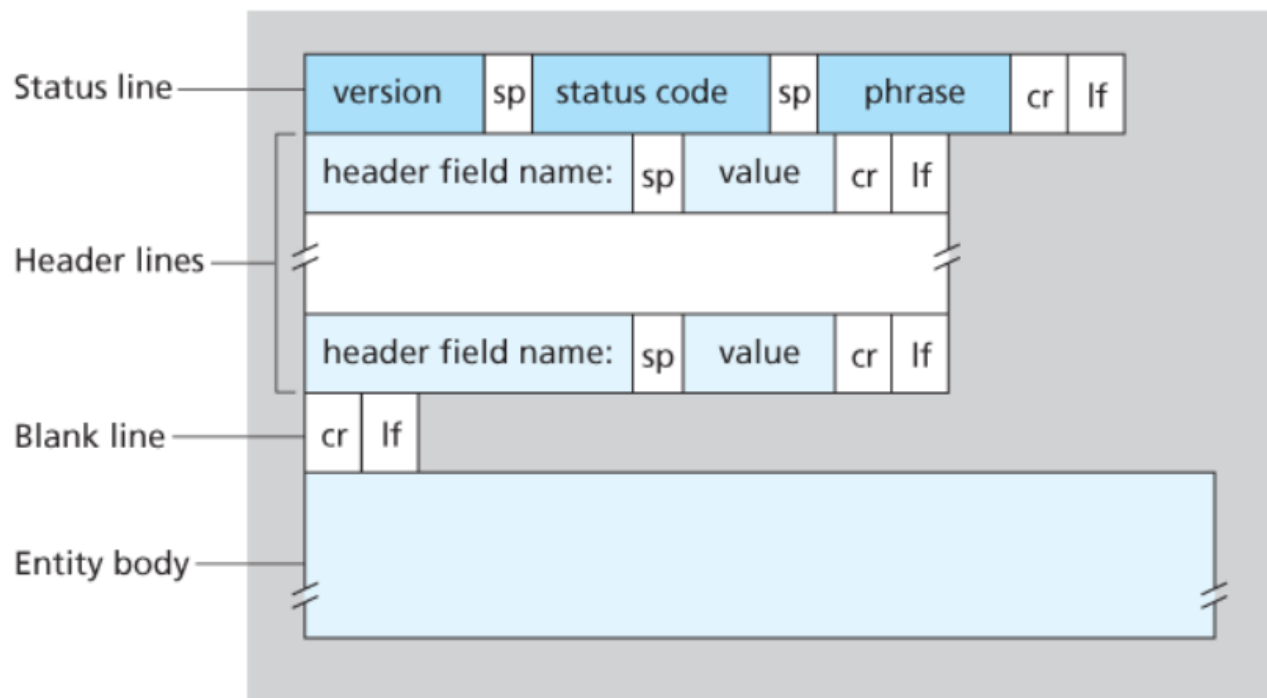 Status line
version sp status code sp phrase cr lf
header field name: sp value cr lf
Header lines
header field name: sp value cr lf
Blank line
cr lf
Entity body